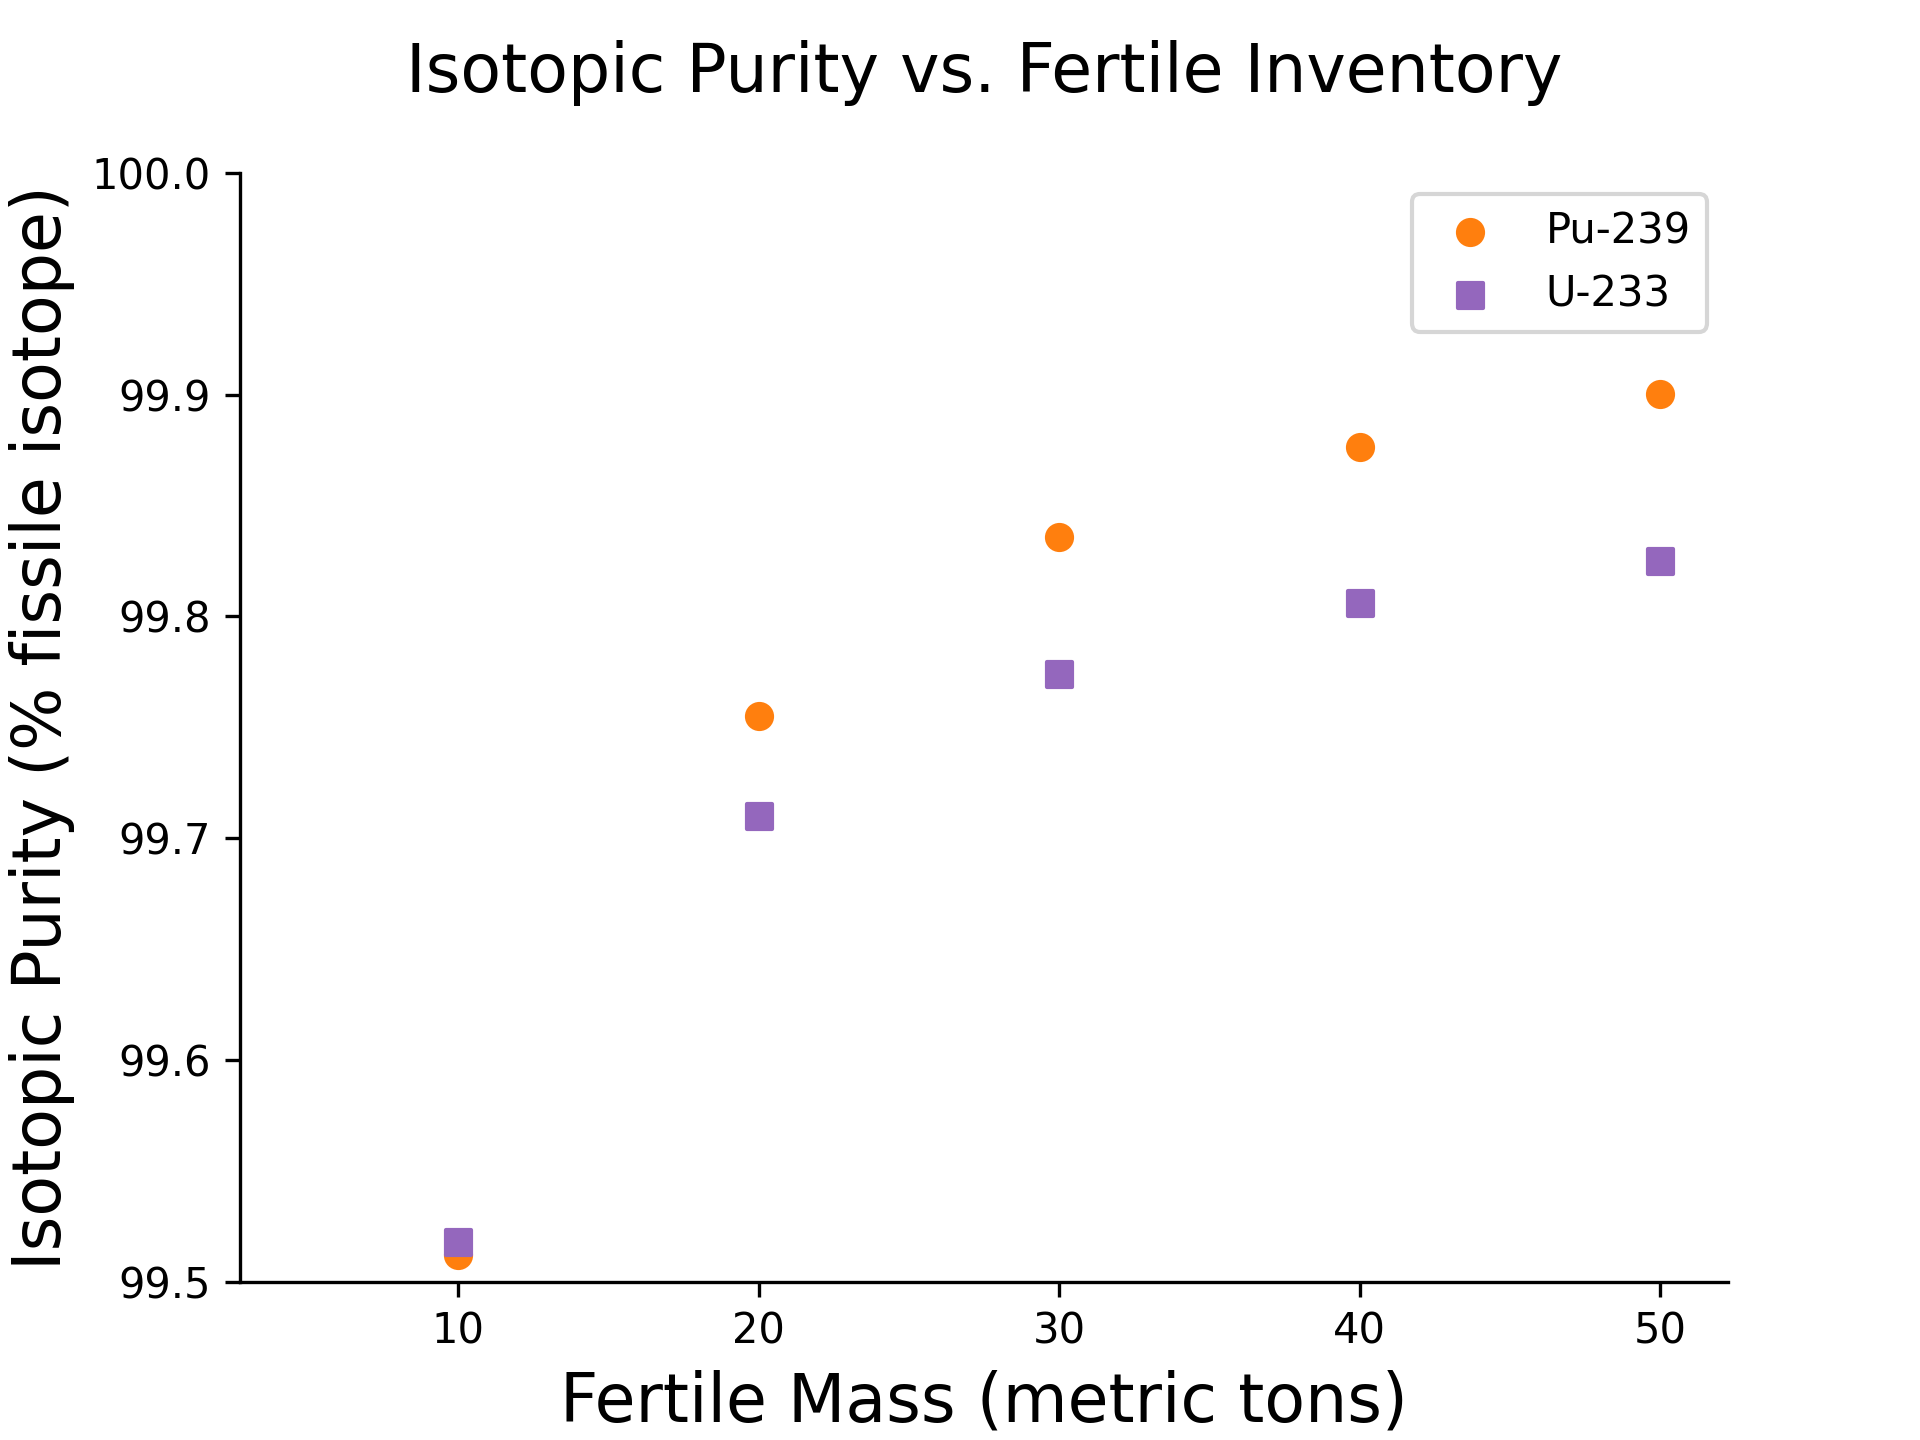 Isotopic Purity vs. Fertile Inventory
100.0
99.9
99.8
99.7
99.6
99.5
Isotopic Purity (% fissile isotope)
Pu-239
U-233
10 20 30 40 50
Fertile Mass (metric tons)